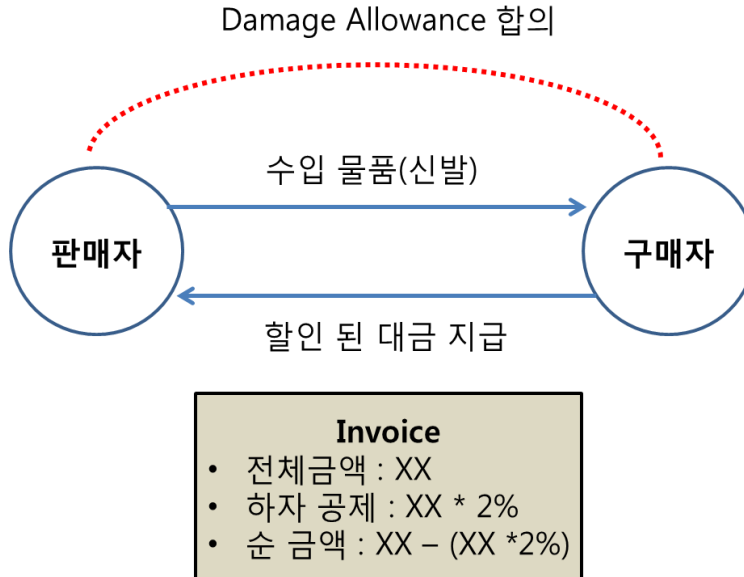 Damage Allowance 합의
수입 물품(신발)
판매자
구매자
할인 된 대금 지급
Invoice
• 전체금액 : XX
• 하자 공제 : XX * 2%
• 순 금액 : XX – (XX *2%)